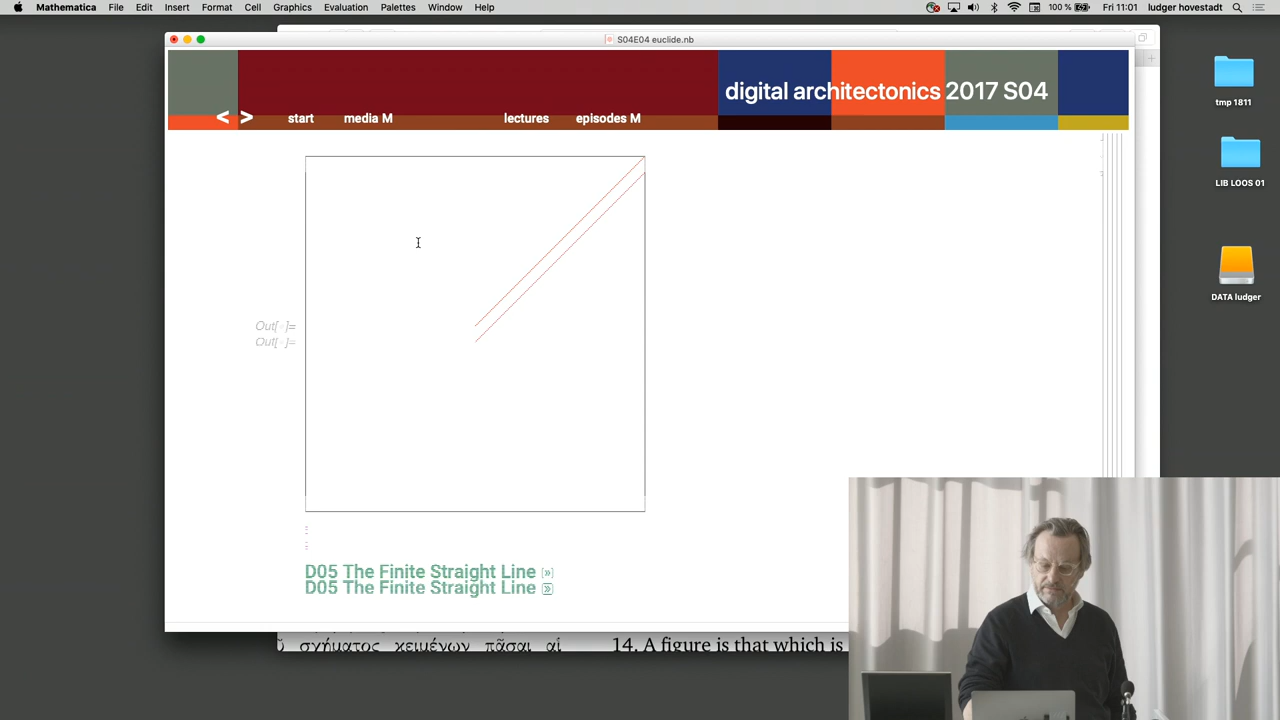 Mathematica File Edit Insert Format Cell Graphics Evaluation Palettes Window Help 100 % Fri 11:01 ludger hovestadt
S04E04 euclide.nb
digital architectonics 2017 S04
< > start media M lectures episodes M
tmp 1811
LIB LOOS 01
DATA ludger
Out[ ]=
Out[ ]=
D05 The Finite Straight Line [»]
D05 The Finite Straight Line [»]
σχήματος κειμένων πᾶσαι αἱ 14. A figure is that which is